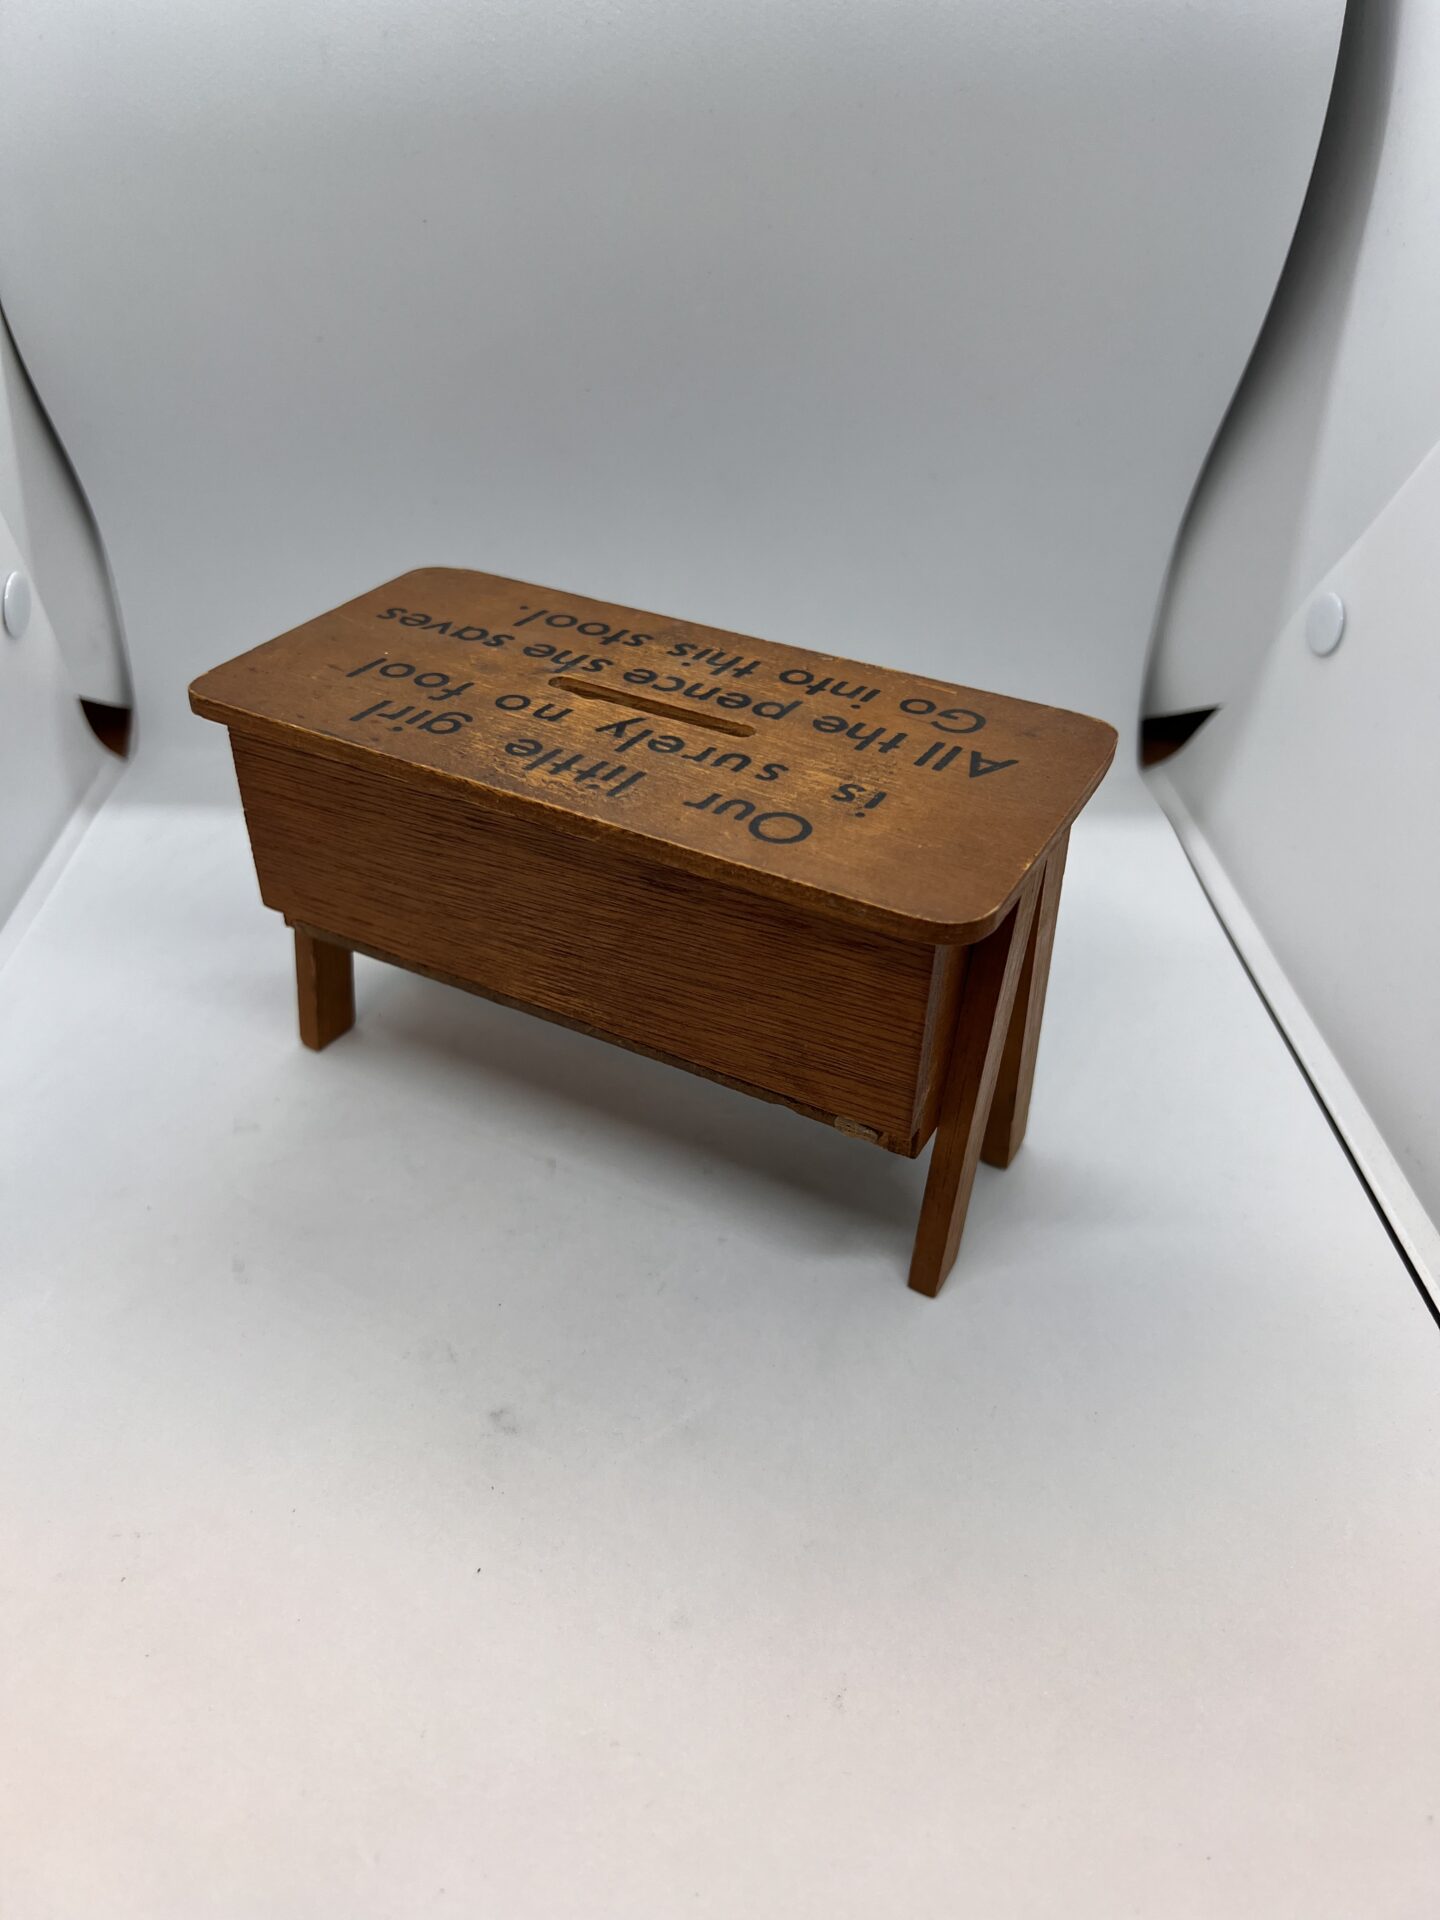 Our little girl
is surely no fool
All the pence she saves
Go into this stool.